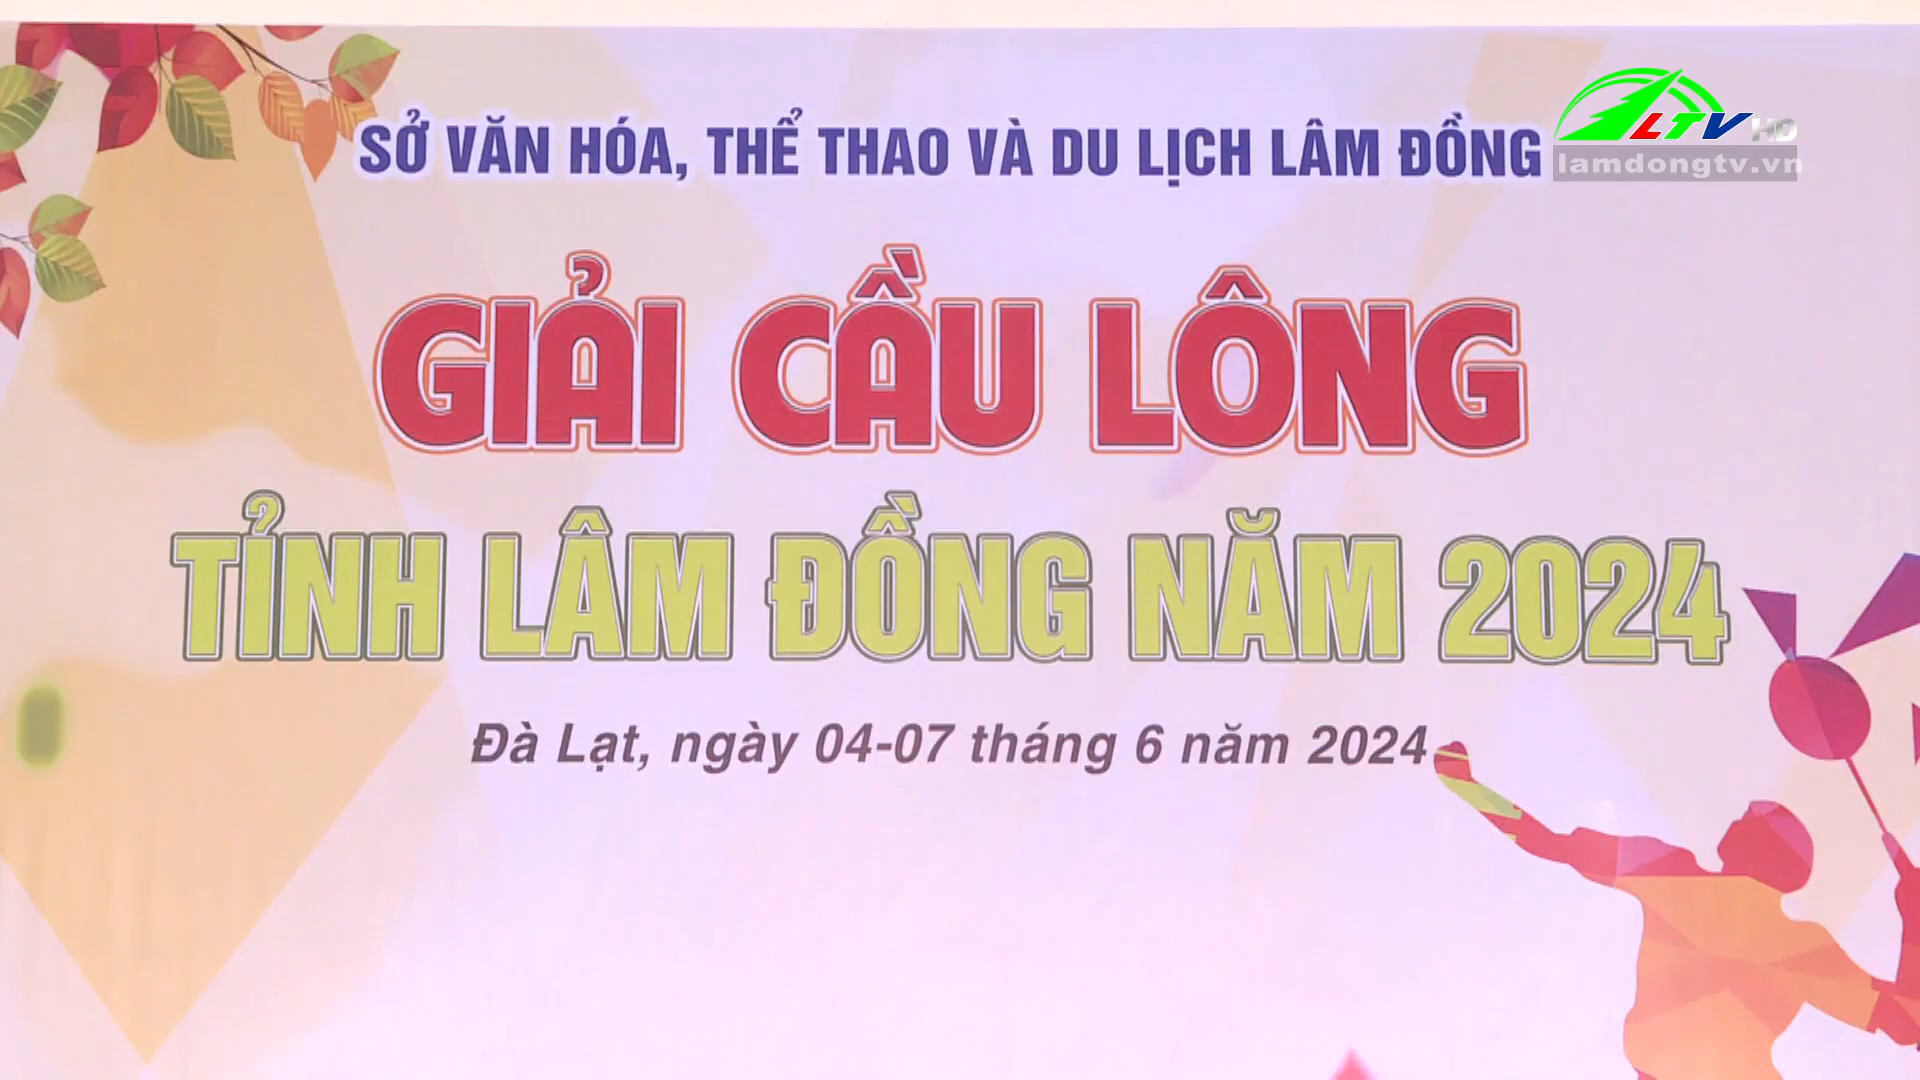 SỞ VĂN HÓA, THỂ THAO VÀ DU LỊCH LÂM ĐỒNG
LTV HD
lamdongtv.vn
GIẢI CẦU LÔNG
TỈNH LÂM ĐỒNG NĂM 2024
Đà Lạt, ngày 04-07 tháng 6 năm 2024